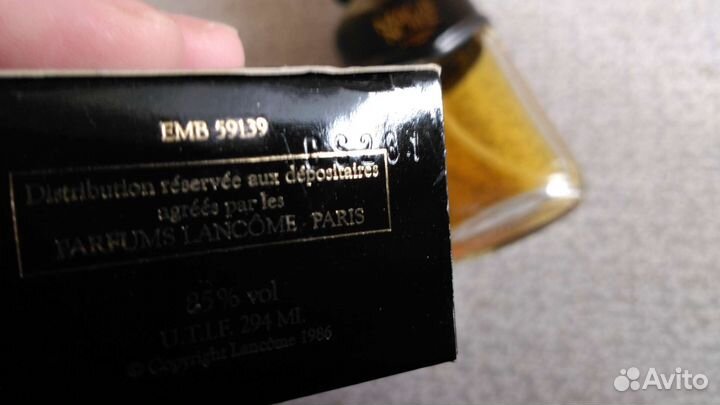 EMB 59139
Distribution réservée aux dépositaires
agréés par les
PARFUMS LANCÔME · PARIS
85% vol
U.T.I.F. 294 ML
© Copyright Lancôme 1986
Avito